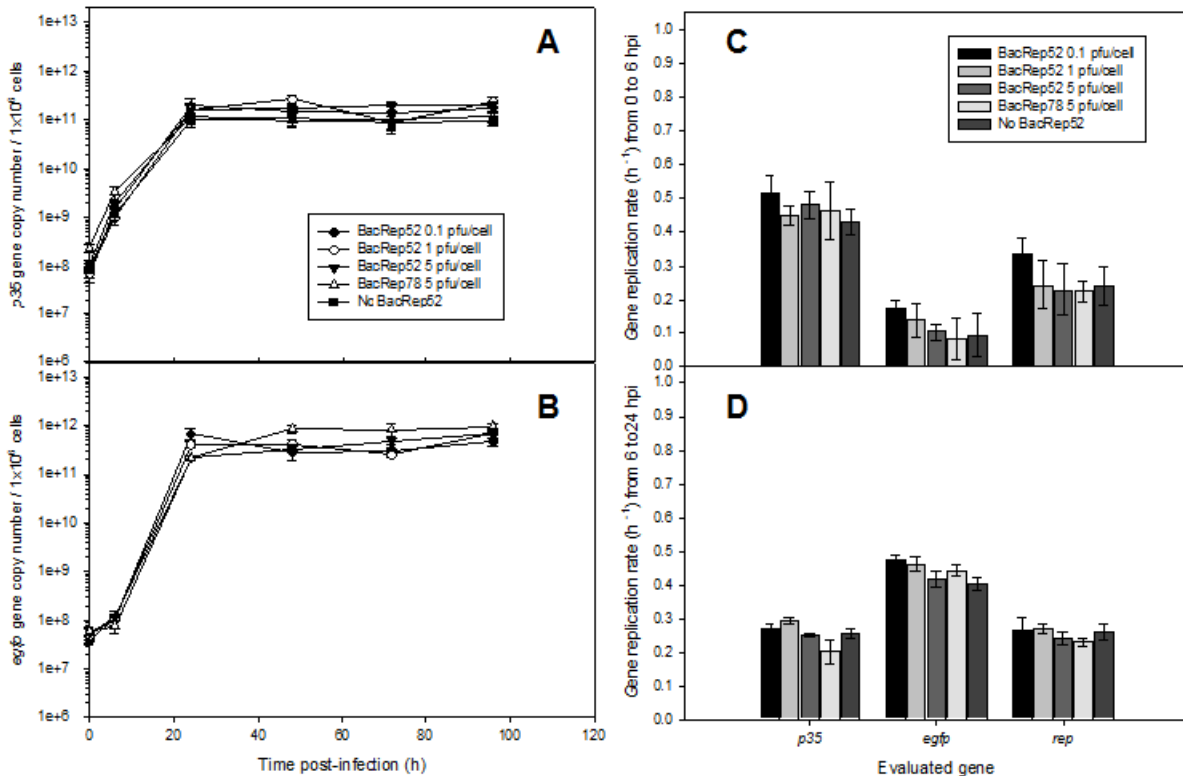 A
p35 gene copy number / 1×10⁶ cells
1e+13
1e+12
1e+11
1e+10
1e+9
1e+8
1e+7
1e+6
BacRep52 0.1 pfu/cell
BacRep52 1 pfu/cell
BacRep52 5 pfu/cell
BacRep78 5 pfu/cell
No BacRep52
B
egfp gene copy number / 1×10⁶ cells
1e+13
1e+12
1e+11
1e+10
1e+9
1e+8
1e+7
1e+6
0 20 40 60 80 100 120
Time post-infection (h)
C
Gene replication rate (h⁻¹) from 0 to 6 hpi
1.0
0.9
0.8
0.7
0.6
0.5
0.4
0.3
0.2
0.1
0.0
BacRep52 0.1 pfu/cell
BacRep52 1 pfu/cell
BacRep52 5 pfu/cell
BacRep78 5 pfu/cell
No BacRep52
D
Gene replication rate (h⁻¹) from 6 to24 hpi
1.0
0.9
0.8
0.7
0.6
0.5
0.4
0.3
0.2
0.1
0.0
p35 egfp rep
Evaluated gene